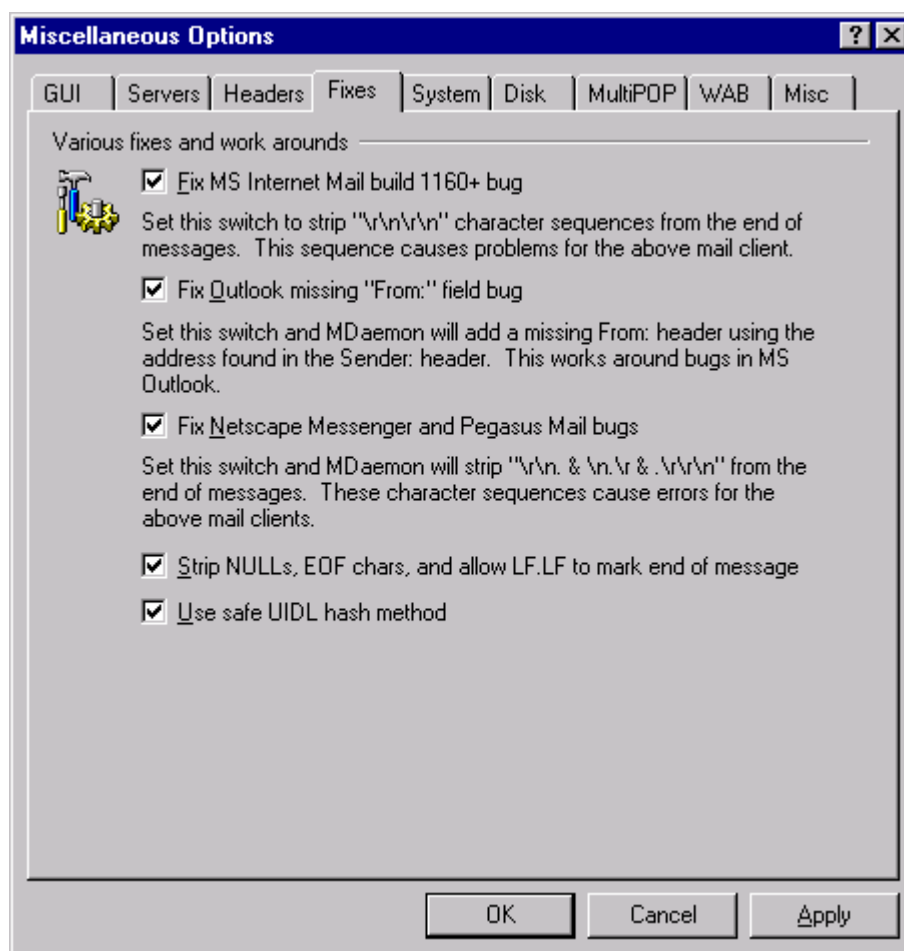 Miscellaneous Options
GUI Servers Headers Fixes System Disk MultiPOP WAB Misc
Various fixes and work arounds
Fix MS Internet Mail build 1160+ bug
Set this switch to strip "\r\n\r\n" character sequences from the end of
messages.  This sequence causes problems for the above mail client.
Fix Outlook missing "From:" field bug
Set this switch and MDaemon will add a missing From: header using the
address found in the Sender: header.  This works around bugs in MS
Outlook.
Fix Netscape Messenger and Pegasus Mail bugs
Set this switch and MDaemon will strip "\r\n. & \n.\r & .\r\r\n" from the
end of messages.  These character sequences cause errors for the
above mail clients.
Strip NULLs, EOF chars, and allow LF.LF to mark end of message
Use safe UIDL hash method
OK Cancel Apply